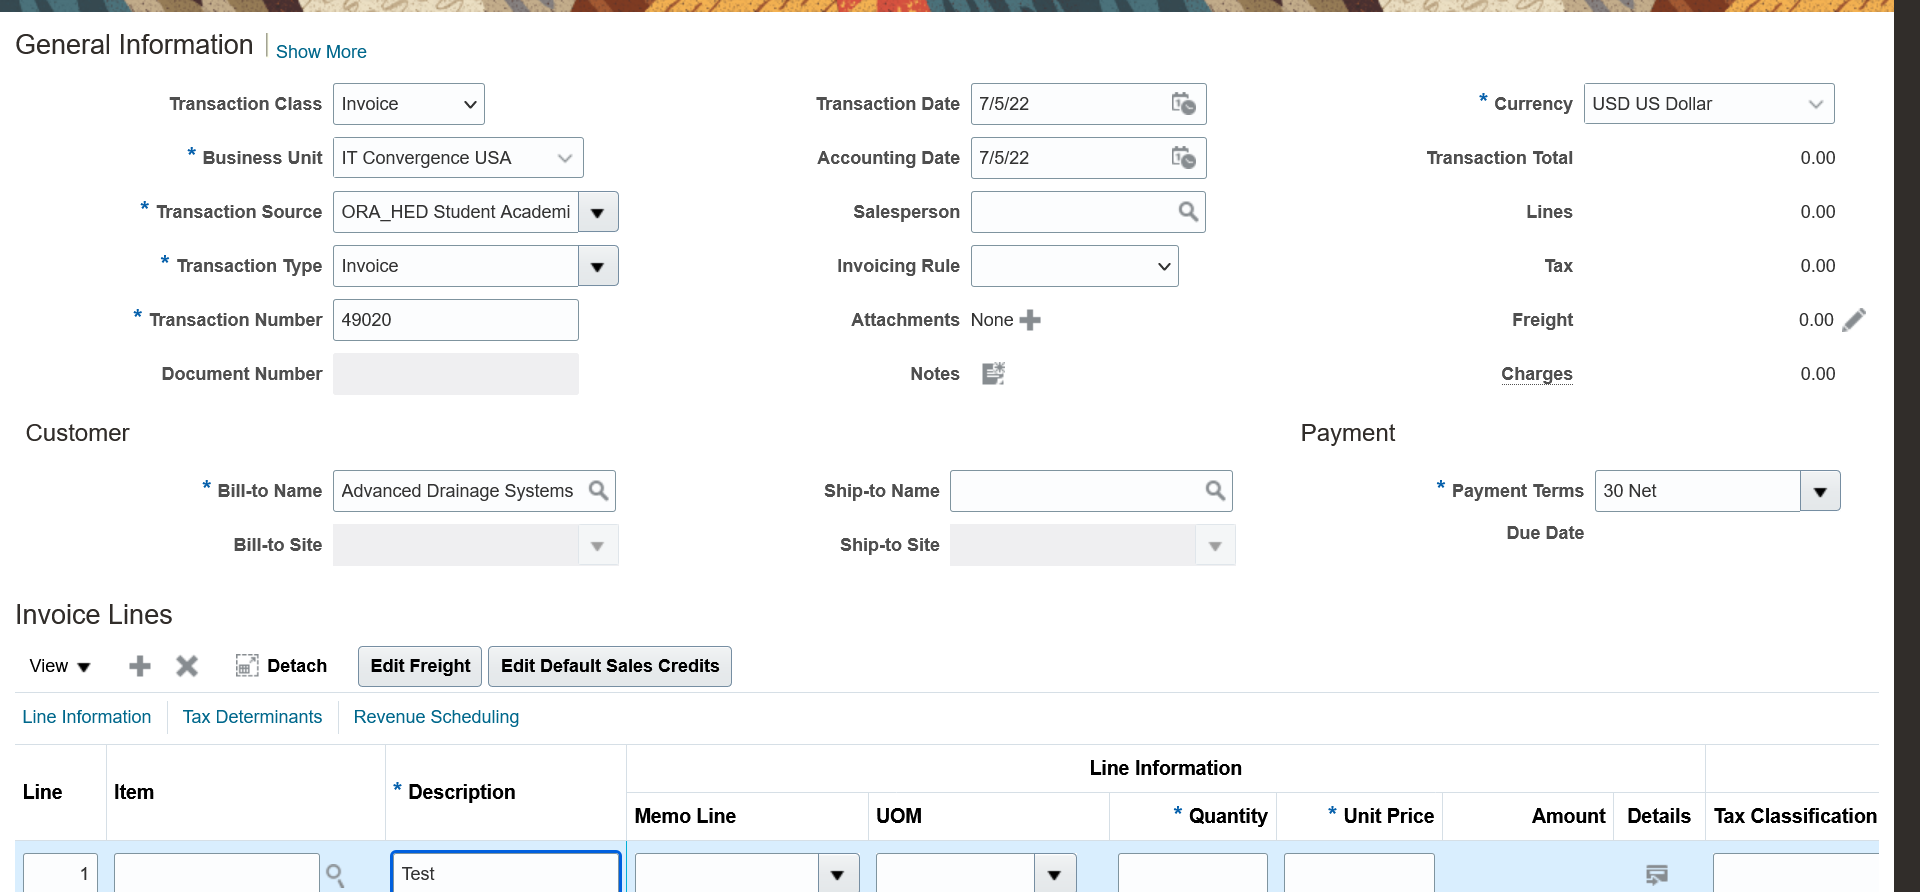 General Information
Show More
Transaction Class Invoice Transaction Date 7/5/22 * Currency USD US Dollar
* Business Unit IT Convergence USA Accounting Date 7/5/22 Transaction Total 0.00
* Transaction Source ORA_HED Student Academi Salesperson Lines 0.00
* Transaction Type Invoice Invoicing Rule Tax 0.00
* Transaction Number 49020 Attachments None Freight 0.00
Document Number Notes Charges 0.00
Customer Payment
* Bill-to Name Advanced Drainage Systems Ship-to Name * Payment Terms 30 Net
Bill-to Site Ship-to Site Due Date
Invoice Lines
View Detach Edit Freight Edit Default Sales Credits
Line Information Tax Determinants Revenue Scheduling
Line Information
Line Item * Description
Memo Line UOM * Quantity * Unit Price Amount Details Tax Classification
1 Test